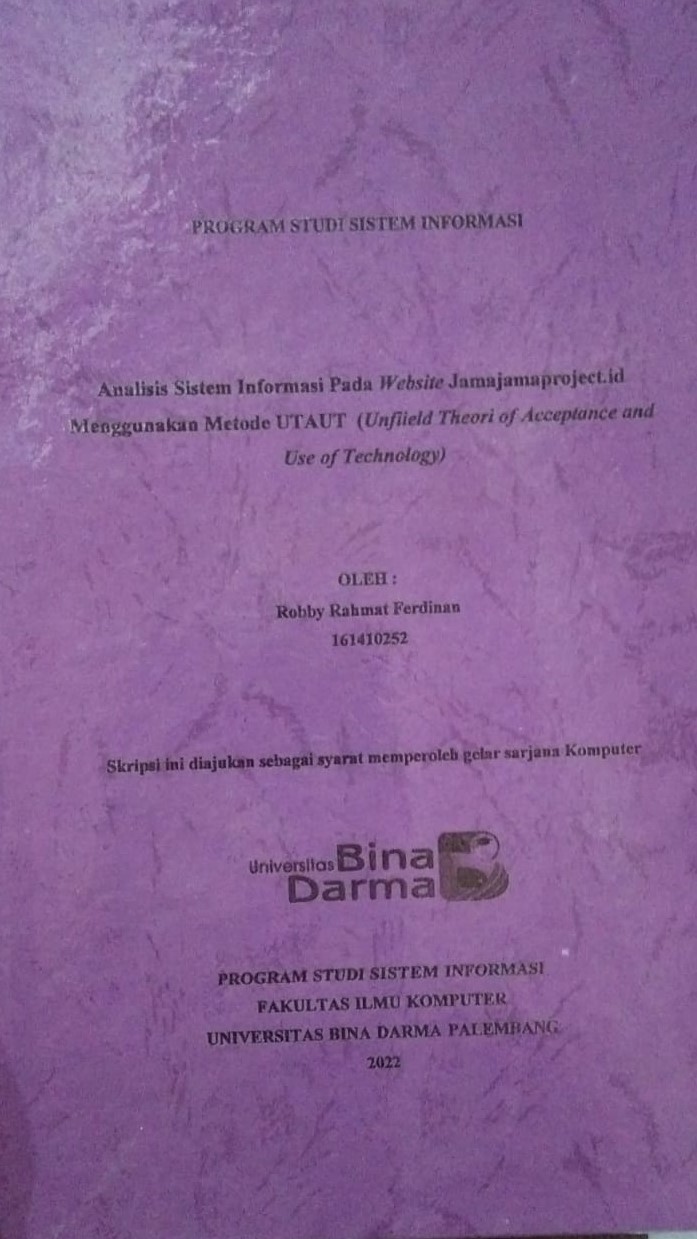 PROGRAM STUDI SISTEM INFORMASI
Analisis Sistem Informasi Pada Website Jamajamaproject.id
Menggunakan Metode UTAUT (Unfiield Theori of Acceptance and
Use of Technology)
OLEH :
Robby Rahmat Ferdinan
161410252
Skripsi ini diajukan sebagai syarat memperoleh gelar sarjana Komputer
Universitas Bina
Darma
PROGRAM STUDI SISTEM INFORMASI
FAKULTAS ILMU KOMPUTER
UNIVERSITAS BINA DARMA PALEMBANG
2022